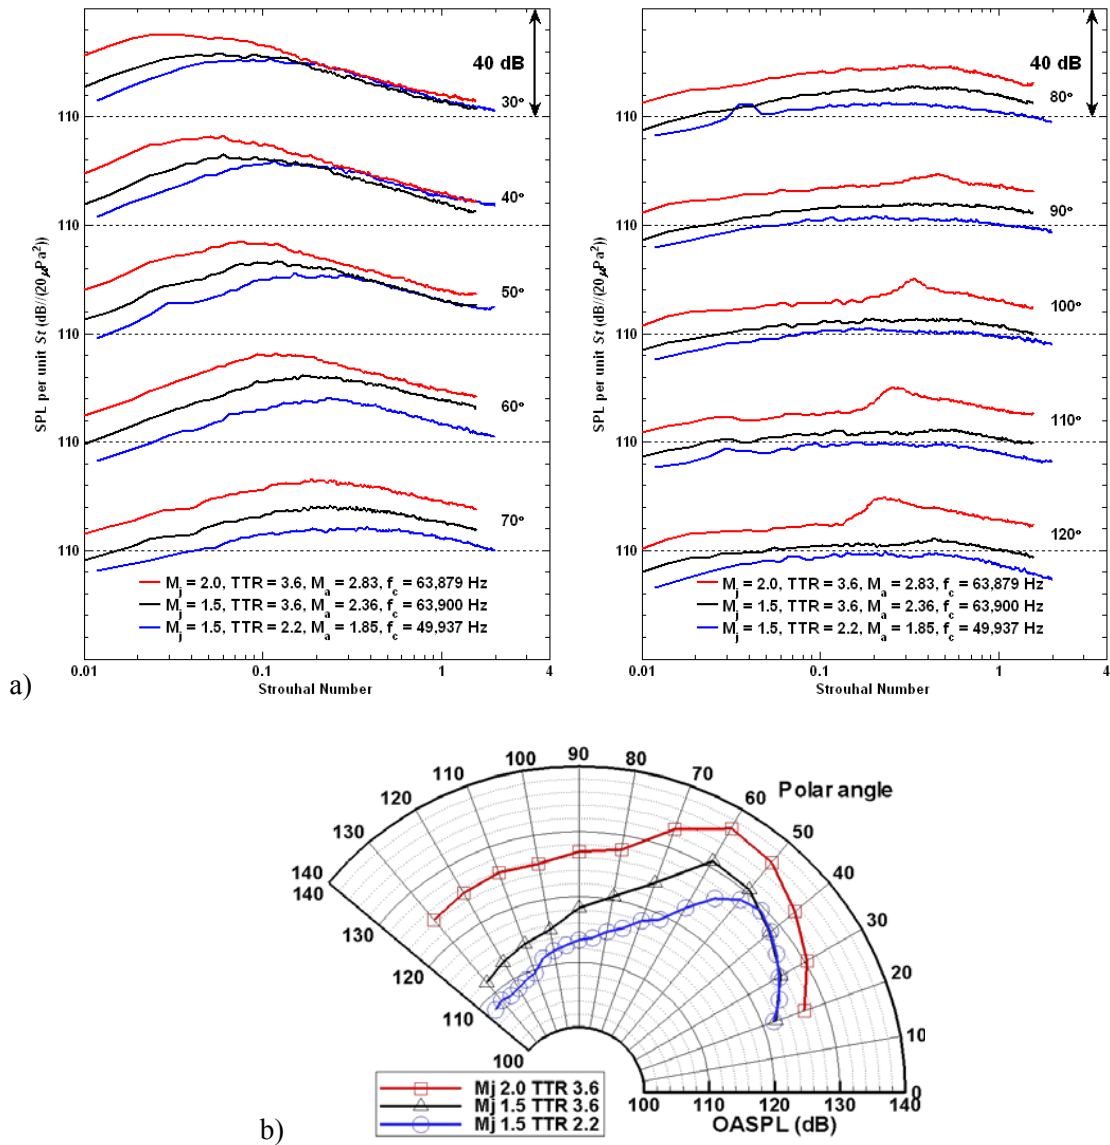 40 dB
30°
110
40°
110
50°
110
60°
110
70°
110
SPL per unit St (dB//(20µPa²))
M_j = 2.0, TTR = 3.6, M_a = 2.83, f_c = 63,879 Hz
M_j = 1.5, TTR = 3.6, M_a = 2.36, f_c = 63,900 Hz
M_j = 1.5, TTR = 2.2, M_a = 1.85, f_c = 49,937 Hz
0.01 0.1 1 4
Strouhal Number
40 dB
80°
110
90°
110
100°
110
110°
110
120°
110
SPL per unit St (dB//(20µPa²))
M_j = 2.0, TTR = 3.6, M_a = 2.83, f_c = 63,879 Hz
M_j = 1.5, TTR = 3.6, M_a = 2.36, f_c = 63,900 Hz
M_j = 1.5, TTR = 2.2, M_a = 1.85, f_c = 49,937 Hz
0.01 0.1 1 4
Strouhal Number
a)
140 130 120 110 100 90 80 70 60 50 40 30 20 10 0
Polar angle
140
130
120
110
100
100 110 120 130 140
OASPL (dB)
Mj 2.0 TTR 3.6
Mj 1.5 TTR 3.6
Mj 1.5 TTR 2.2
b)